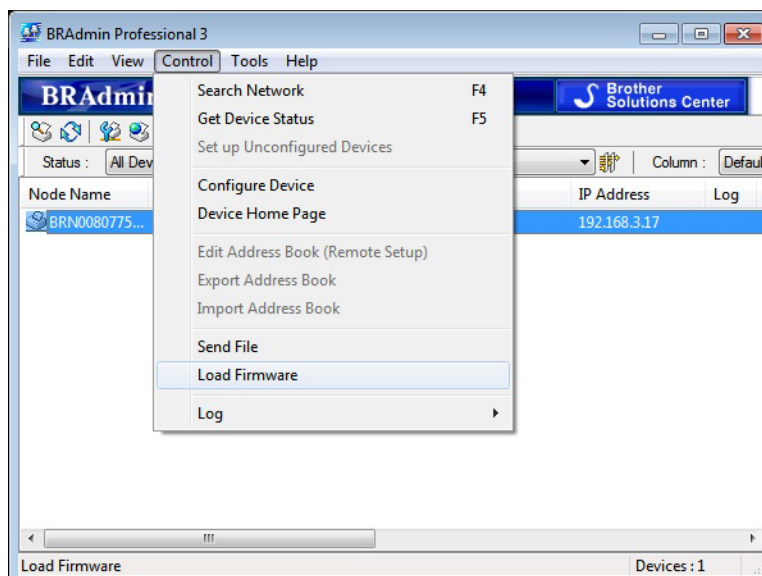 BRAdmin Professional 3
File Edit View Control Tools Help
BRAdmin
Brother
Solutions Center
Search Network F4
Get Device Status F5
Set up Unconfigured Devices
Configure Device
Device Home Page
Edit Address Book (Remote Setup)
Export Address Book
Import Address Book
Send File
Load Firmware
Log
Status : All Dev
Column : Defaul
Node Name IP Address Log
BRN0080775... 192.168.3.17
Load Firmware Devices : 1